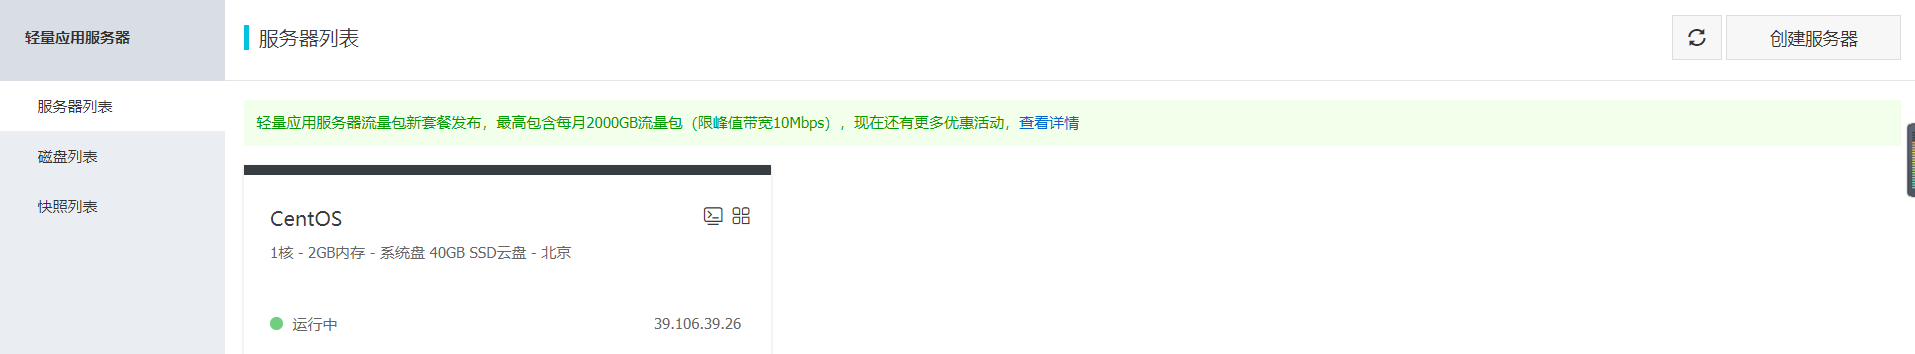 轻量应用服务器
服务器列表
创建服务器
服务器列表
磁盘列表
快照列表
轻量应用服务器流量包新套餐发布，最高包含每月2000GB流量包（限峰值带宽10Mbps），现在还有更多优惠活动，查看详情
CentOS
1核 - 2GB内存 - 系统盘 40GB SSD云盘 - 北京
运行中 39.106.39.26